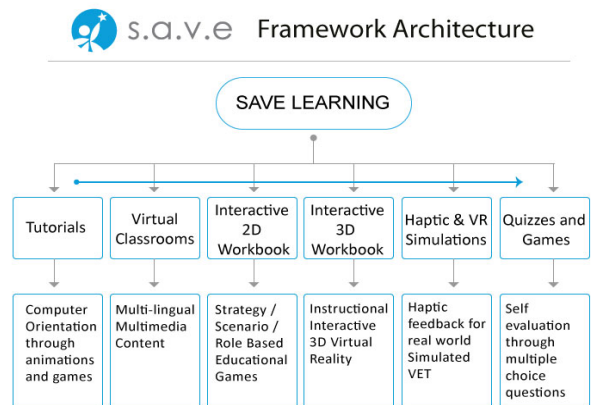 s.a.v.e Framework Architecture
SAVE LEARNING
Tutorials
Virtual
Classrooms
Interactive
2D
Workbook
Interactive
3D
Workbook
Haptic & VR
Simulations
Quizzes and
Games
Computer
Orientation
through
animations
and games
Multi-lingual
Multimedia
Content
Strategy /
Scenario /
Role Based
Educational
Games
Instructional
Interactive
3D Virtual
Reality
Haptic
feedback for
real world
Simulated
VET
Self
evaluation
through
multiple
choice
questions